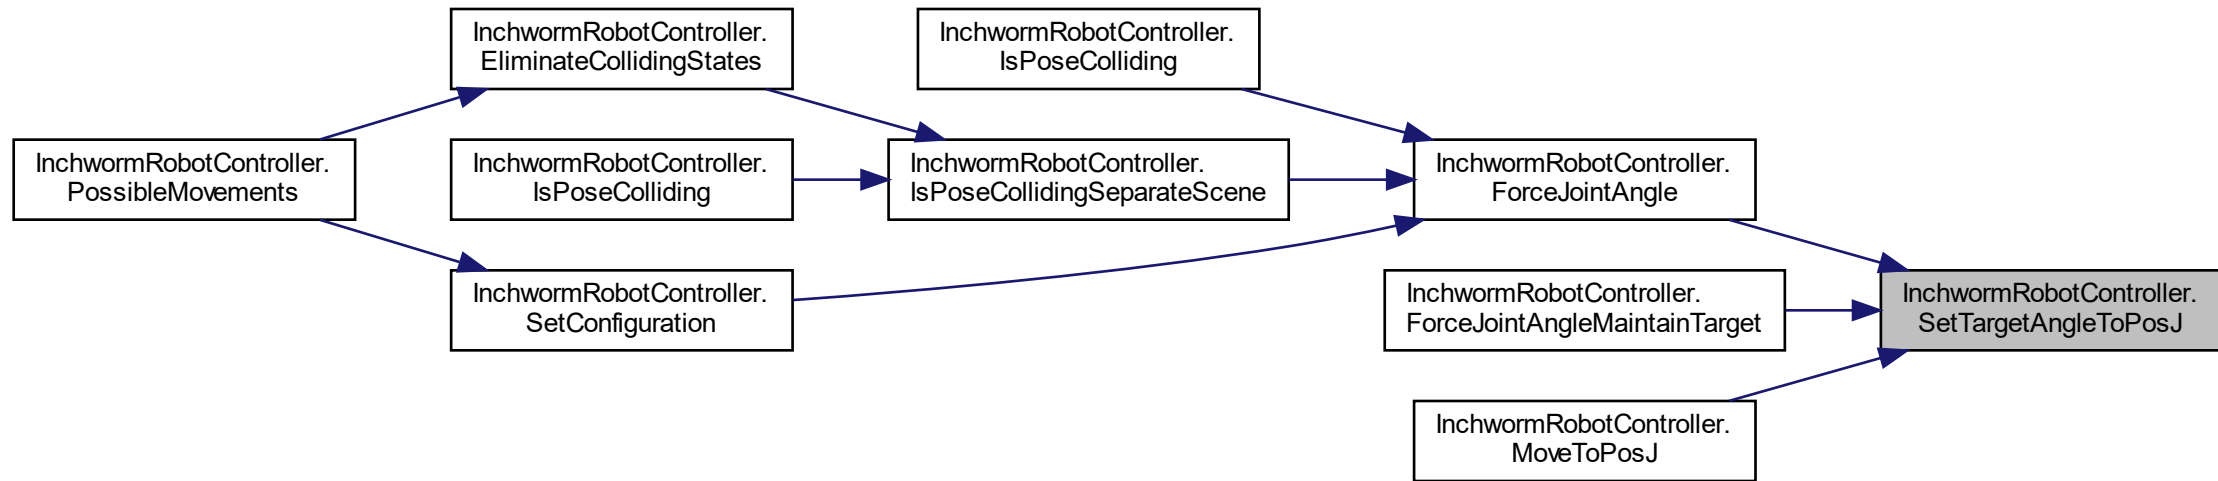 InchwormRobotController.
EliminateCollidingStates
InchwormRobotController.
IsPoseColliding
InchwormRobotController.
PossibleMovements
InchwormRobotController.
IsPoseColliding
InchwormRobotController.
IsPoseCollidingSeparateScene
InchwormRobotController.
ForceJointAngle
InchwormRobotController.
SetConfiguration
InchwormRobotController.
ForceJointAngleMaintainTarget
InchwormRobotController.
SetTargetAngleToPosJ
InchwormRobotController.
MoveToPosJ